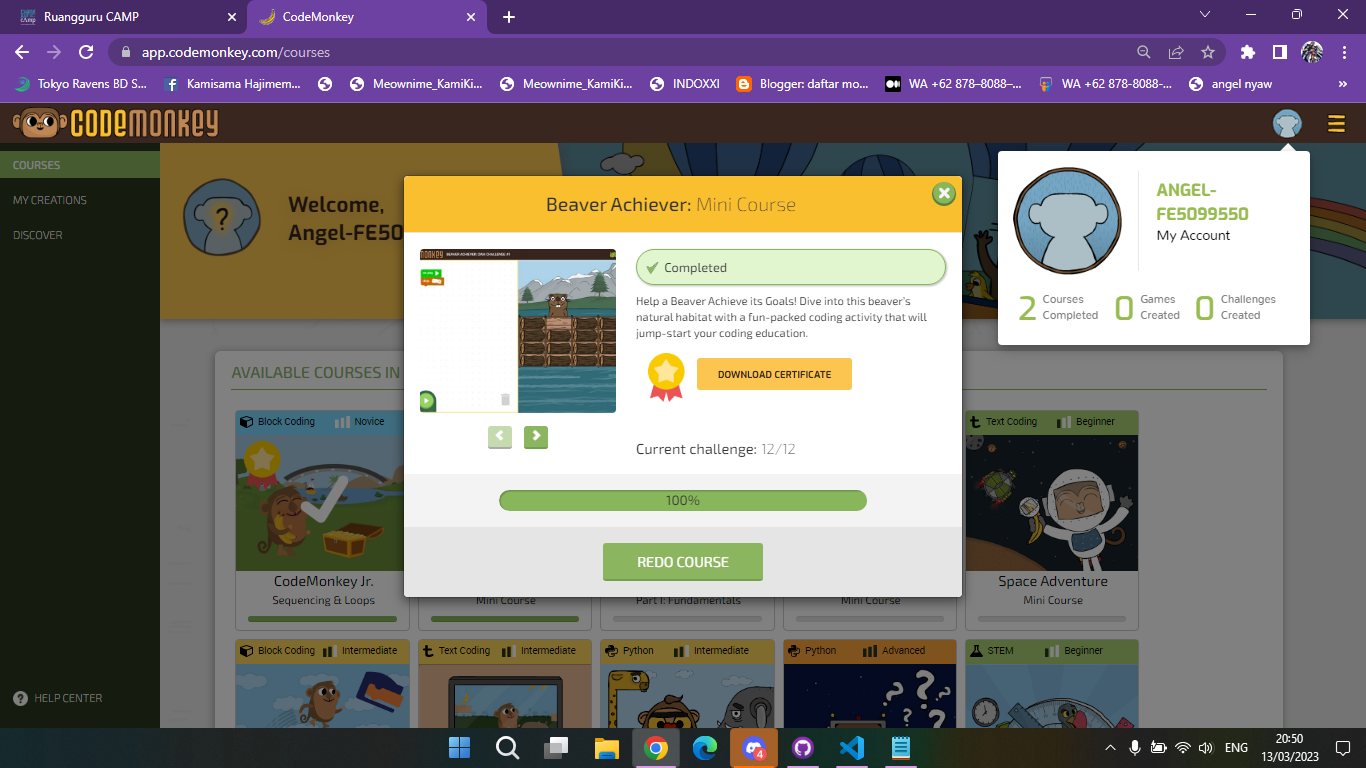 Ruangguru CAMP
CodeMonkey
app.codemonkey.com/courses
Tokyo Ravens BD S...
Kamisama Hajimem...
Meownime_KamiKi...
Meownime_KamiKi...
INDOXXI
Blogger: daftar mo...
WA +62 878–8088–...
WA +62 878-8088-...
angel nyaw
CODEMONKEY
COURSES
MY CREATIONS
DISCOVER
HELP CENTER
?
Welcome,
Angel-FE50
ANGEL-
FE5099550
My Account
2 Courses Completed
0 Games Created
0 Challenges Created
Beaver Achiever: Mini Course
Completed
Help a Beaver Achieve its Goals! Dive into this beaver's
natural habitat with a fun-packed coding activity that will
jump-start your coding education.
DOWNLOAD CERTIFICATE
Current challenge: 12/12
100%
REDO COURSE
AVAILABLE COURSES IN
Block Coding Novice
CodeMonkey Jr.
Sequencing & Loops
Mini Course
Part 1: Fundamentals
Mini Course
Text Coding Beginner
Space Adventure
Mini Course
Block Coding Intermediate
Text Coding Intermediate
Python Intermediate
Python Advanced
STEM Beginner
4
ENG
20:50
13/03/2023